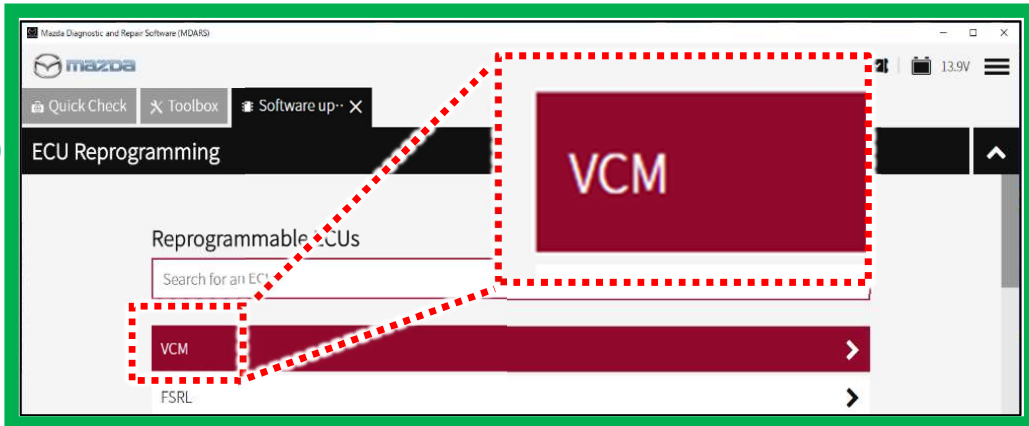 Mazda Diagnostic and Repair Software (MDARS)
mazda
13.9V
Quick Check
Toolbox
Software up··
ECU Reprogramming
VCM
Reprogrammable ECUs
Search for an EC
VCM
FSRL